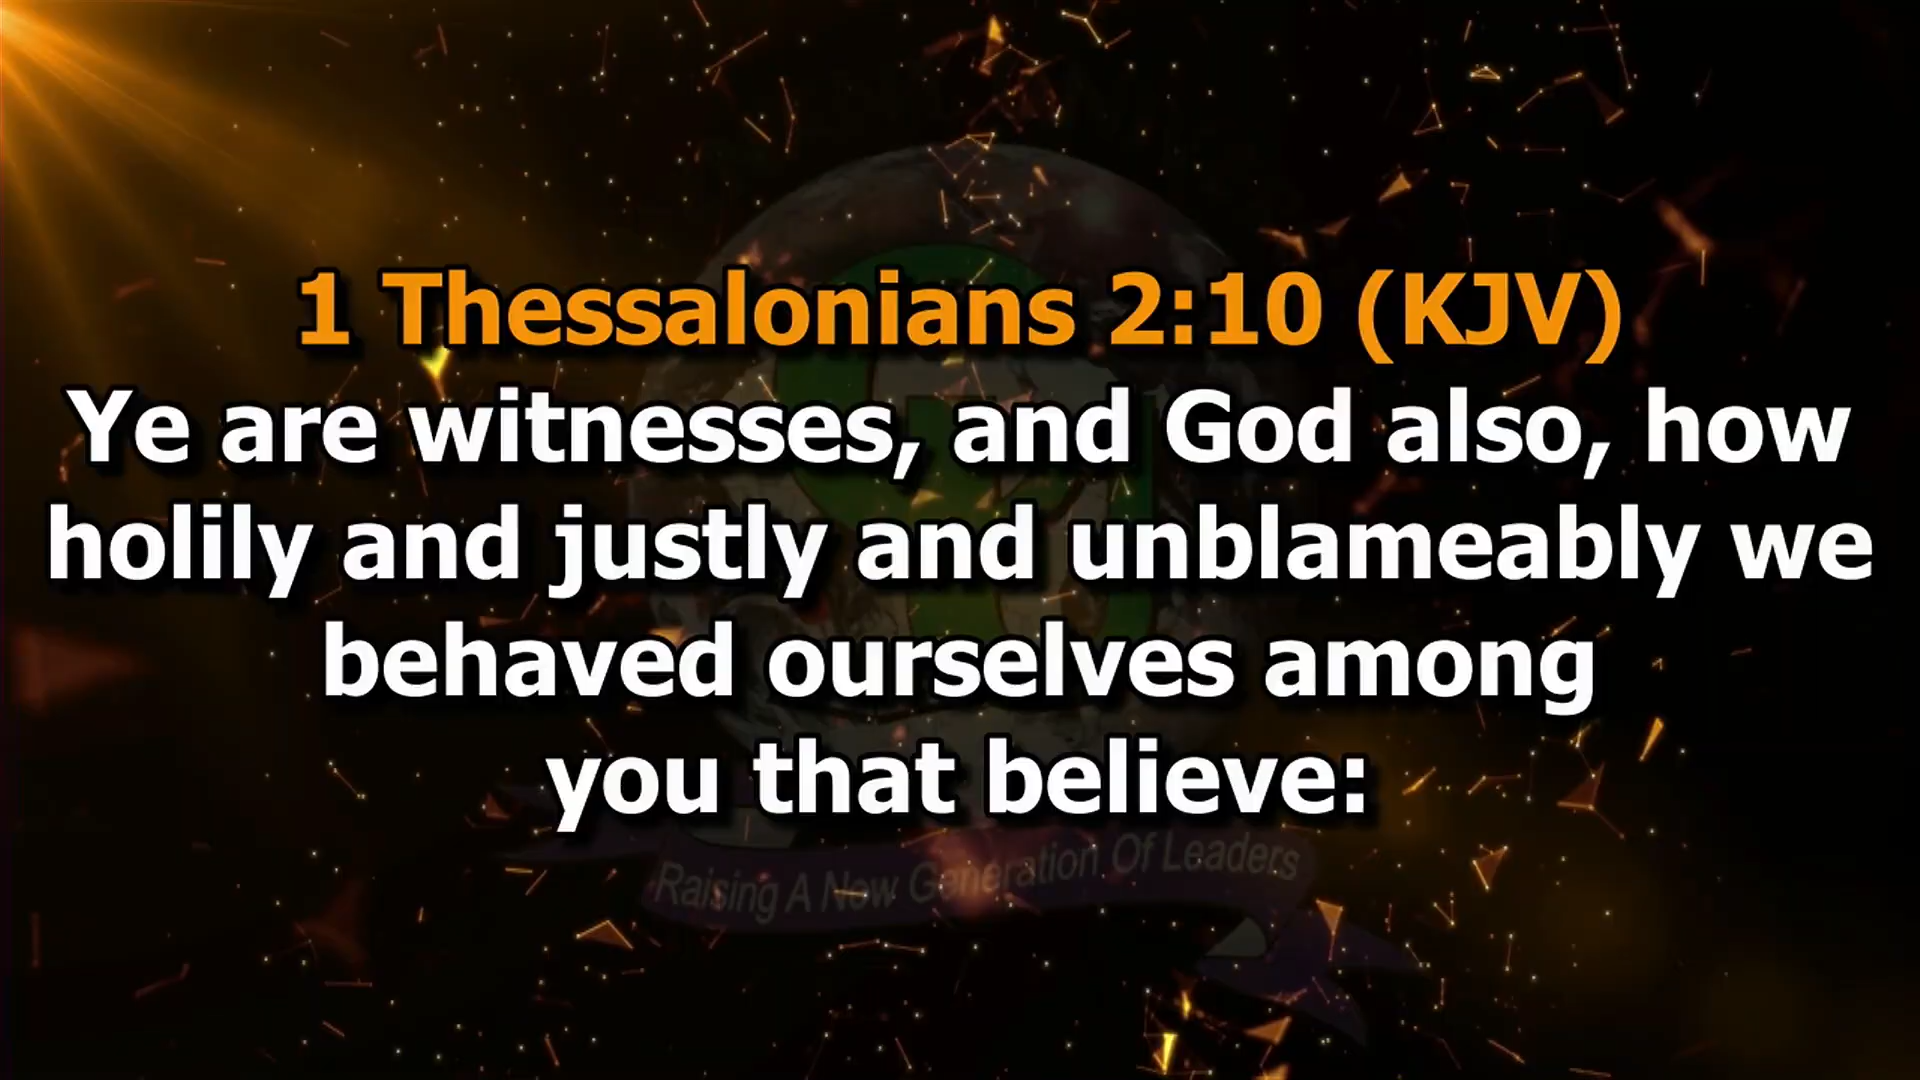 1 Thessalonians 2:10 (KJV)
Ye are witnesses, and God also, how
holily and justly and unblameably we
behaved ourselves among
you that believe:
Raising A New Generation Of Leaders